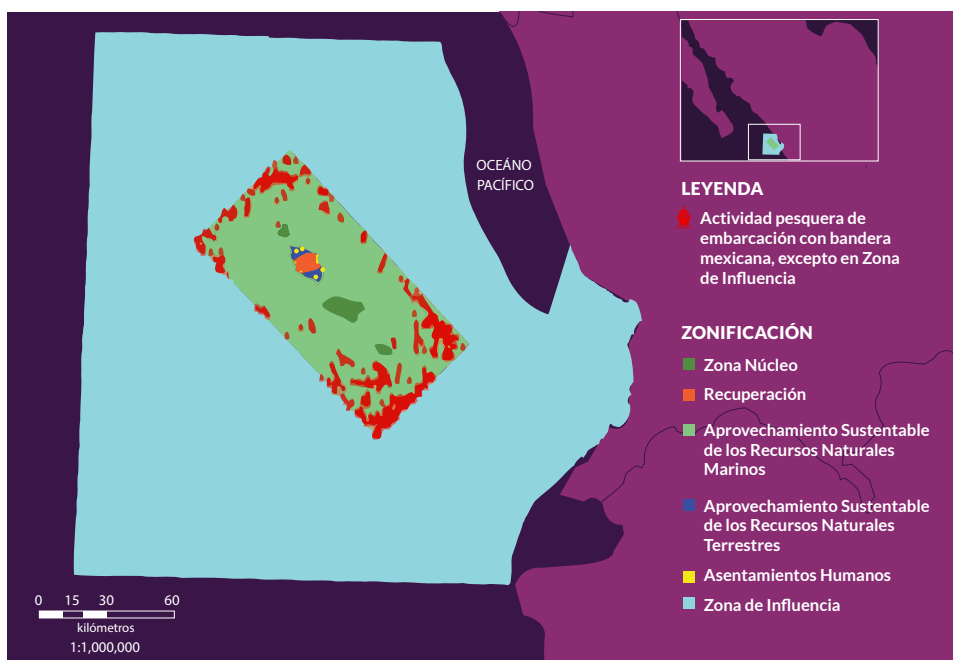 OCEÁNO
PACÍFICO
LEYENDA
Actividad pesquera de
embarcación con bandera
mexicana, excepto en Zona
de Influencia
ZONIFICACIÓN
Zona Núcleo
Recuperación
Aprovechamiento Sustentable
de los Recursos Naturales
Marinos
Aprovechamiento Sustentable
de los Recursos Naturales
Terrestres
Asentamientos Humanos
Zona de Influencia
0 15 30 60
kilómetros
1:1,000,000